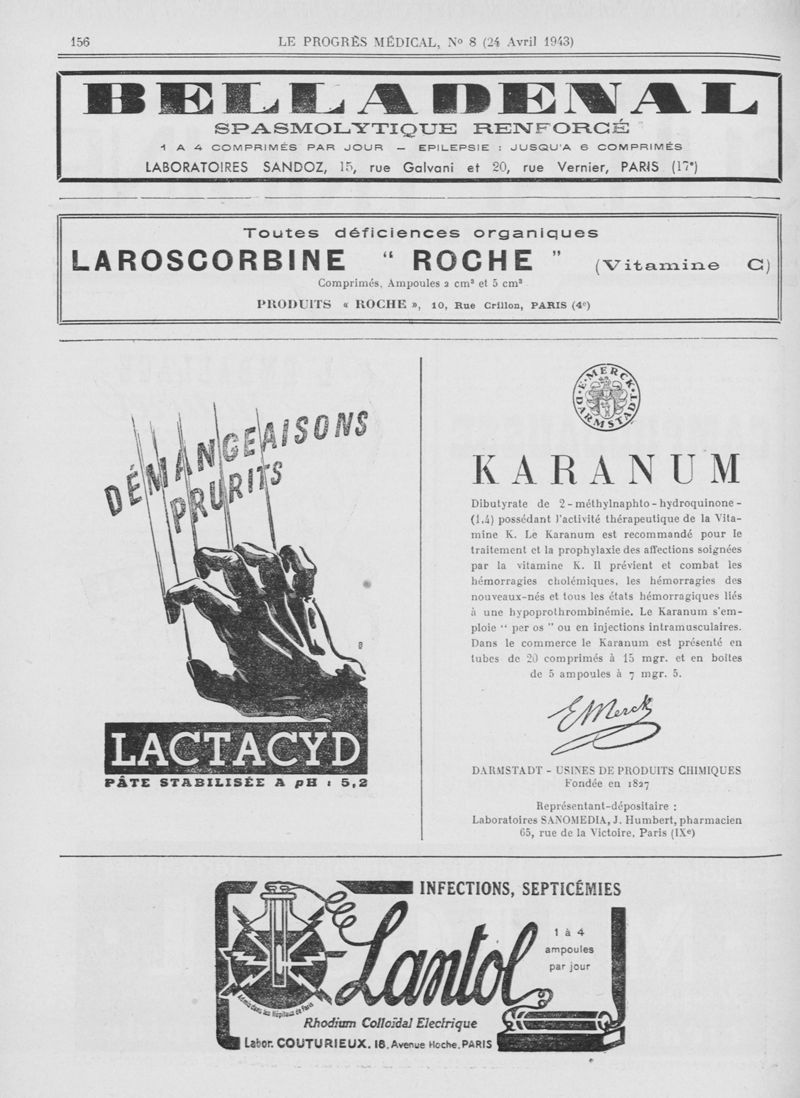 156
LE PROGRÈS MÉDICAL, No 8 (24 Avril 1943)
BELLADENAL
SPASMOLYTIQUE RENFORCÉ
1 A 4 COMPRIMÉS PAR JOUR — EPILEPSIE : JUSQU'A 6 COMPRIMÉS
LABORATOIRES SANDOZ, 15, rue Galvani et 20, rue Vernier, PARIS (17e)
Toutes déficiences organiques
LAROSCORBINE “ ROCHE ” (Vitamine C)
Comprimés, Ampoules 2 cm³ et 5 cm³
PRODUITS « ROCHE », 10, Rue Crillon, PARIS (4e)
DÉMANGEAISONS
PRURITS
LACTACYD
PÂTE STABILISÉE A pH : 5,2
E. MERCK · DARMSTADT
KARANUM
Dibutyrate de 2-méthylnaphto-hydroquinone-
(1.4) possédant l'activité thérapeutique de la Vita-
mine K. Le Karanum est recommandé pour le
traitement et la prophylaxie des affections soignées
par la vitamine K. Il prévient et combat les
hémorragies cholémiques, les hémorragies des
nouveaux-nés et tous les états hémorragiques liés
à une hypoprothrombinémie. Le Karanum s'em-
ploie “ per os ” ou en injections intramusculaires.
Dans le commerce le Karanum est présenté en
tubes de 20 comprimés à 15 mgr. et en boites
de 5 ampoules à 7 mgr. 5.
E Merck
DARMSTADT - USINES DE PRODUITS CHIMIQUES
Fondée en 1827
Représentant-dépositaire :
Laboratoires SANOMEDIA, J. Humbert, pharmacien
65, rue de la Victoire, Paris (IXe)
INFECTIONS, SEPTICÉMIES
Lantol
1 à 4
ampoules
par jour
Admis dans les Hôpitaux de Paris
Rhodium Colloïdal Electrique
Labor. COUTURIEUX. 18, Avenue Hoche. PARIS